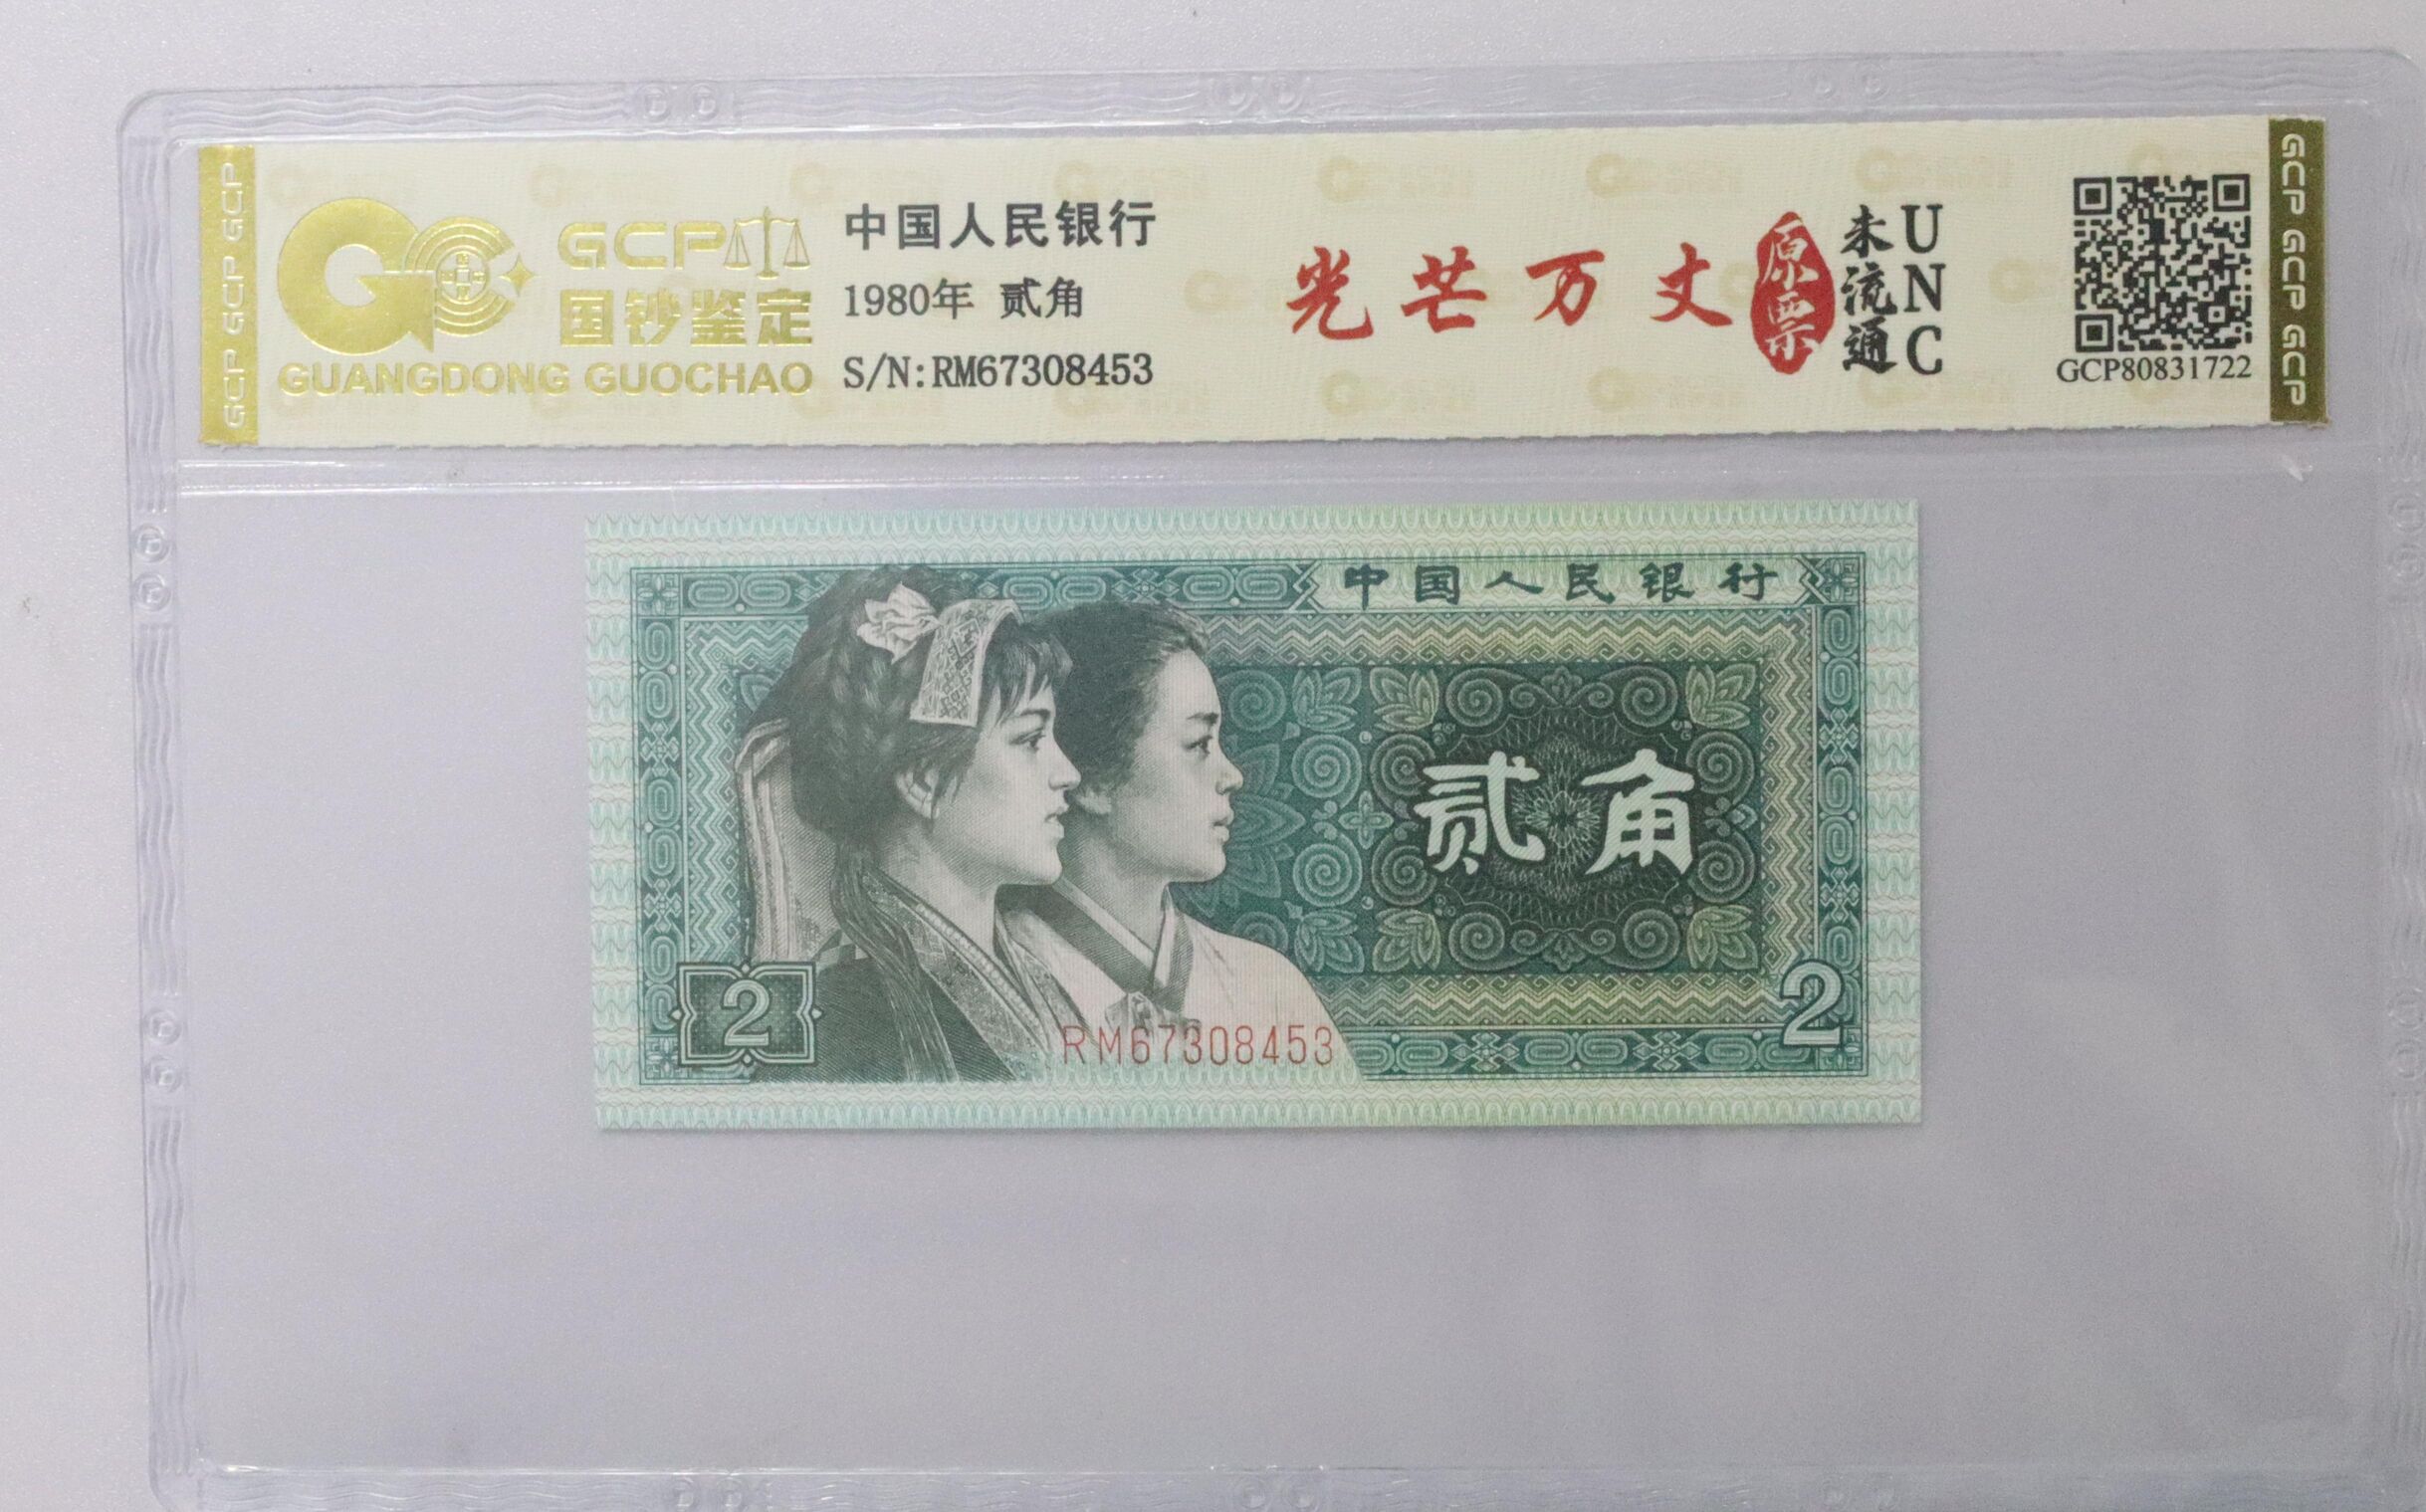 GCP GCP GCP
GCP
国钞鉴定
GUANGDONG GUOCHAO
中国人民银行
1980年 贰角
S/N:RM67308453
光芒万丈
原票
未流通
UNC
GCP80831722
GCP GCP GCP
中国人民银行
贰角
2
RM67308453
2